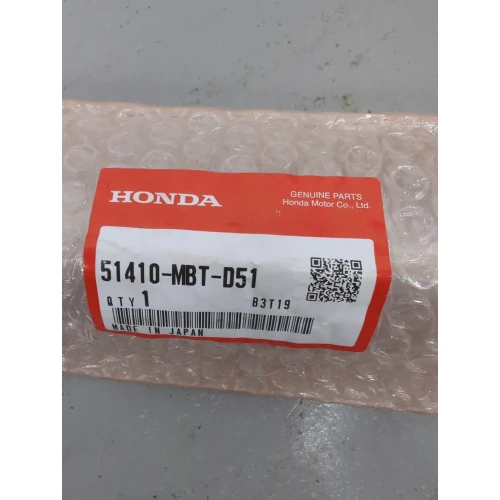 HONDA
GENUINE PARTS
Honda Motor Co., Ltd.
51410-MBT-D51
QTY 1
B3T19
MADE IN JAPAN